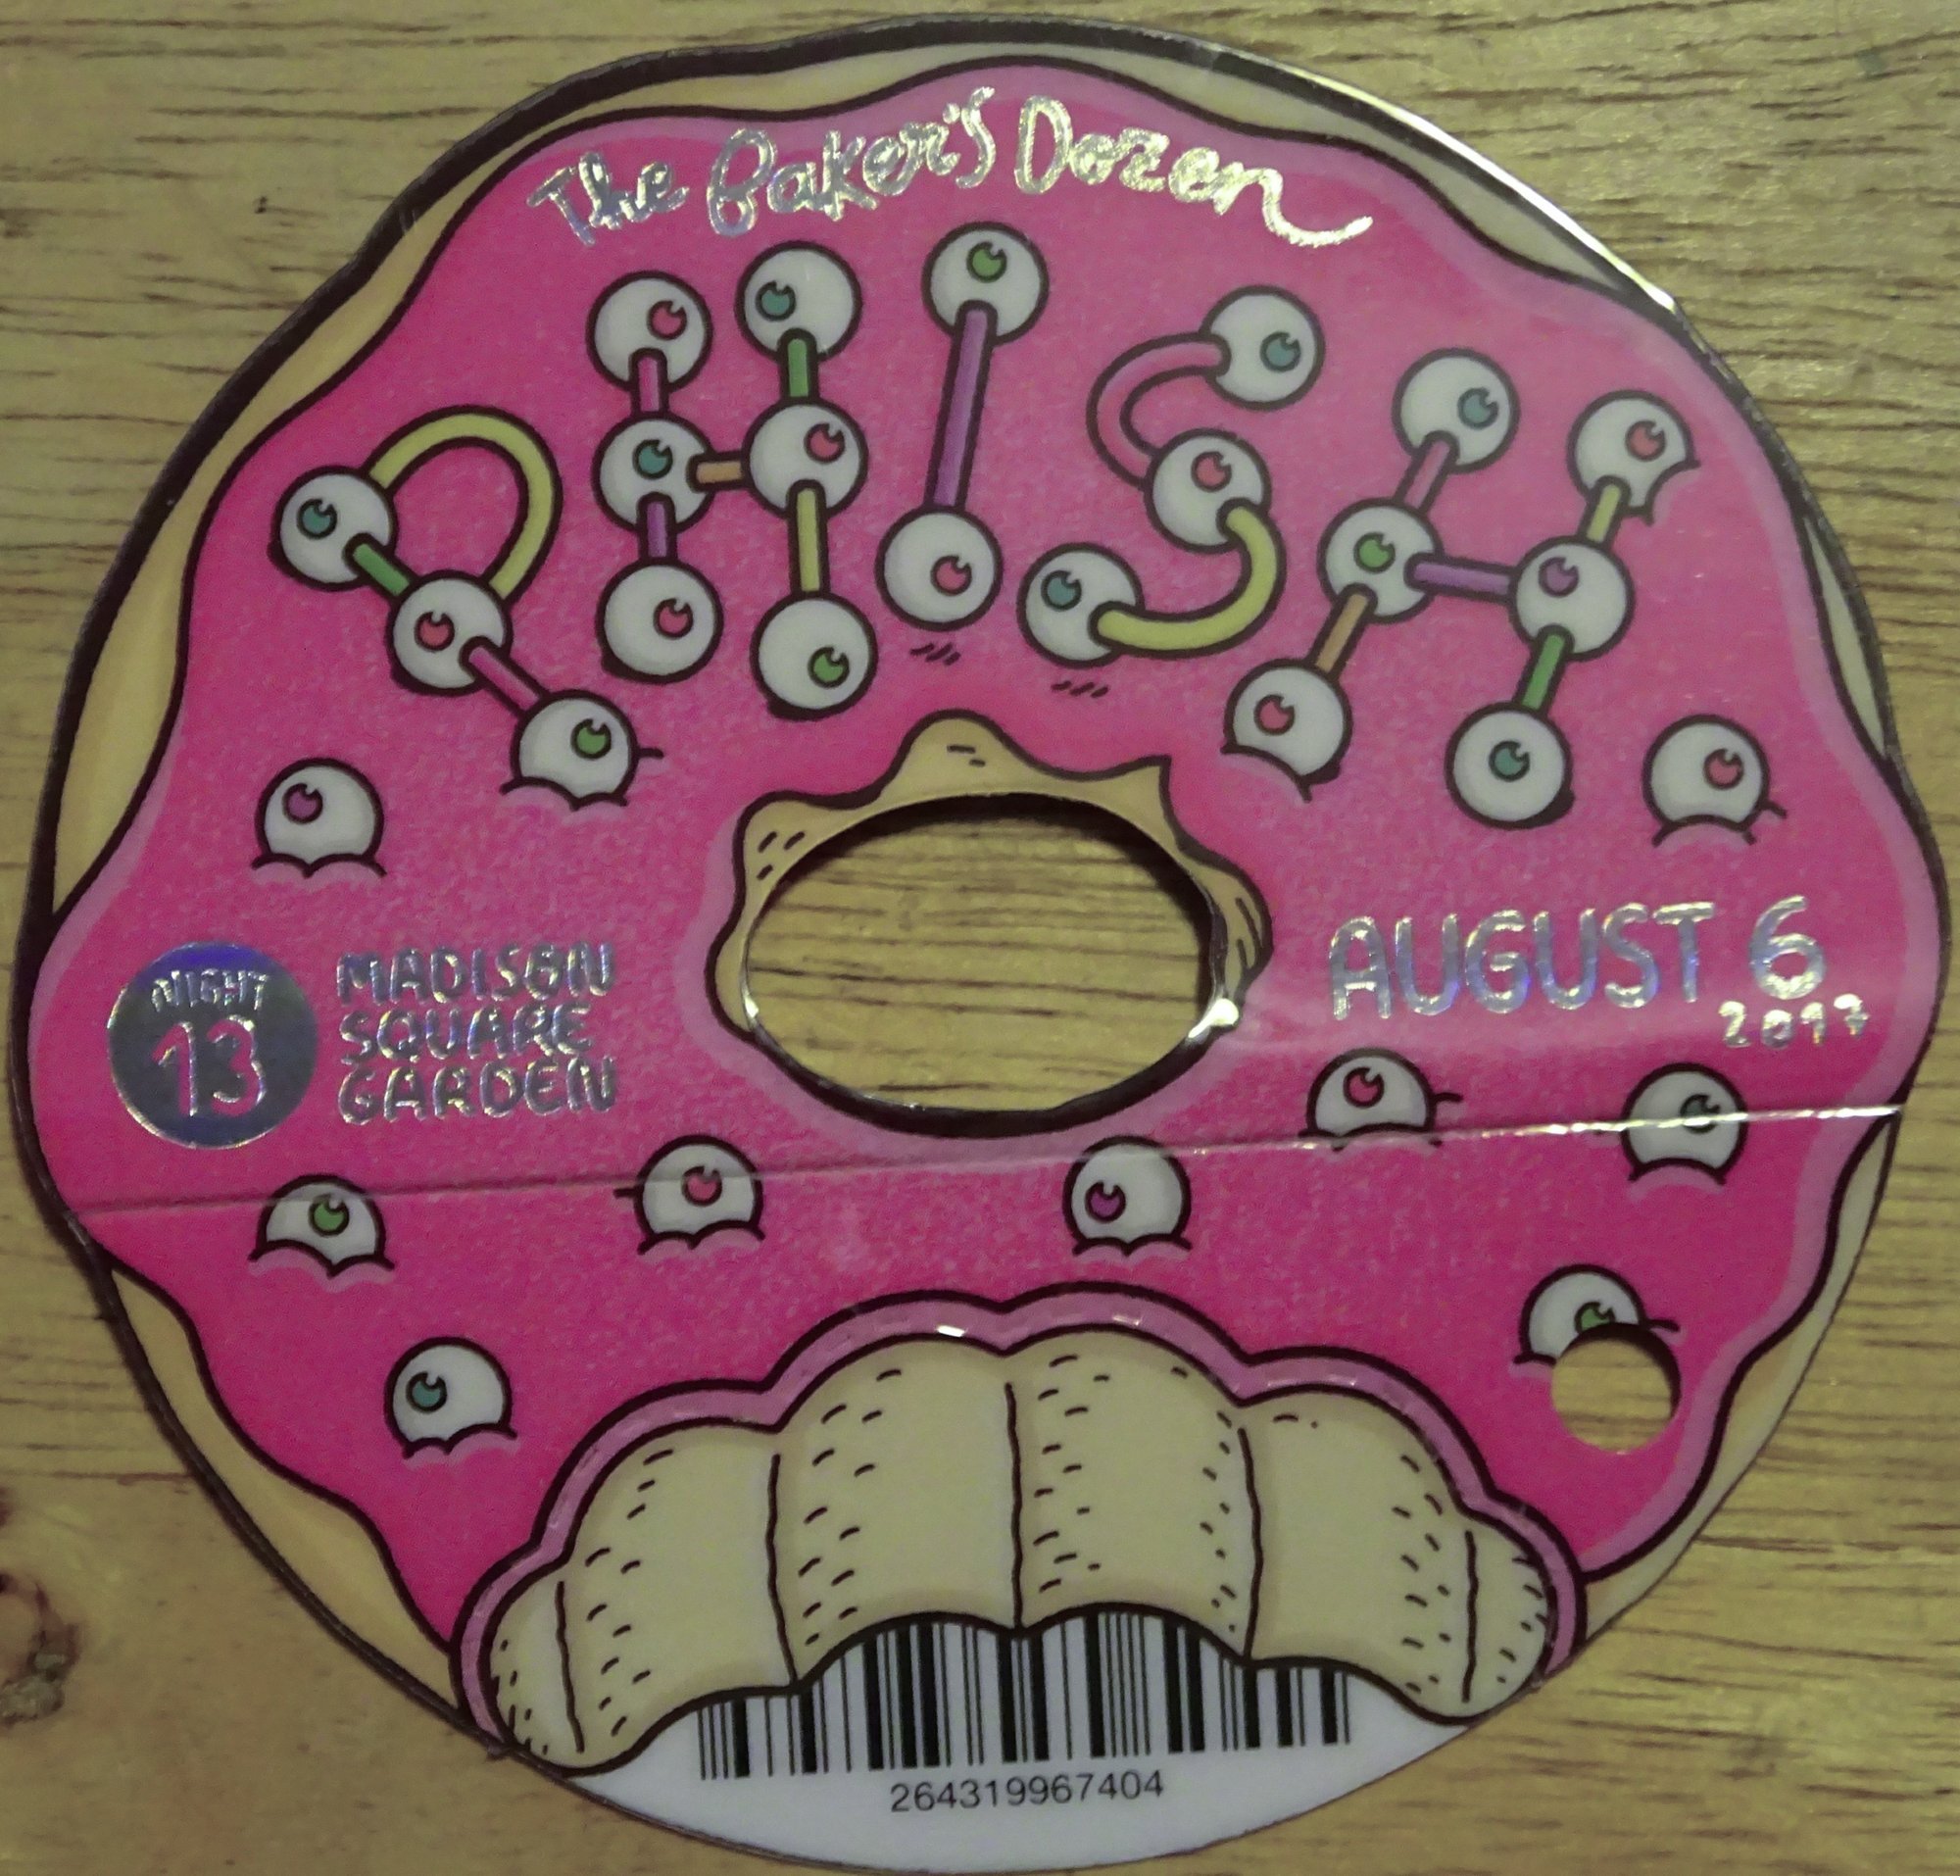 The Baker's Dozen
PHISH
NIGHT
13
MADISON
SQUARE
GARDEN
AUGUST 6
2017
264319967404